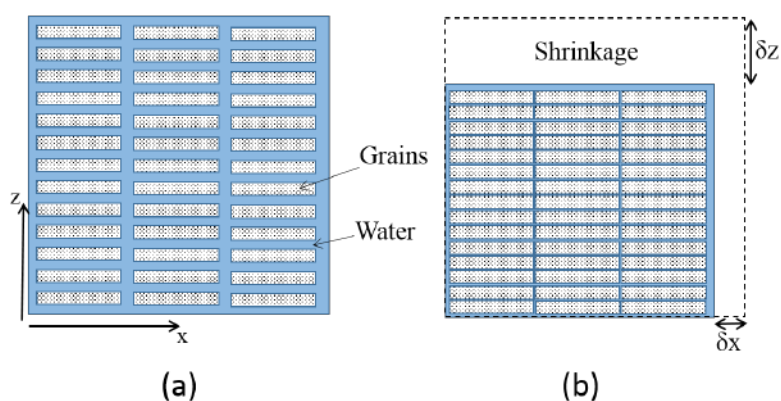 Shrinkage
δz
Grains
Water
z
x
δx
(a)
(b)